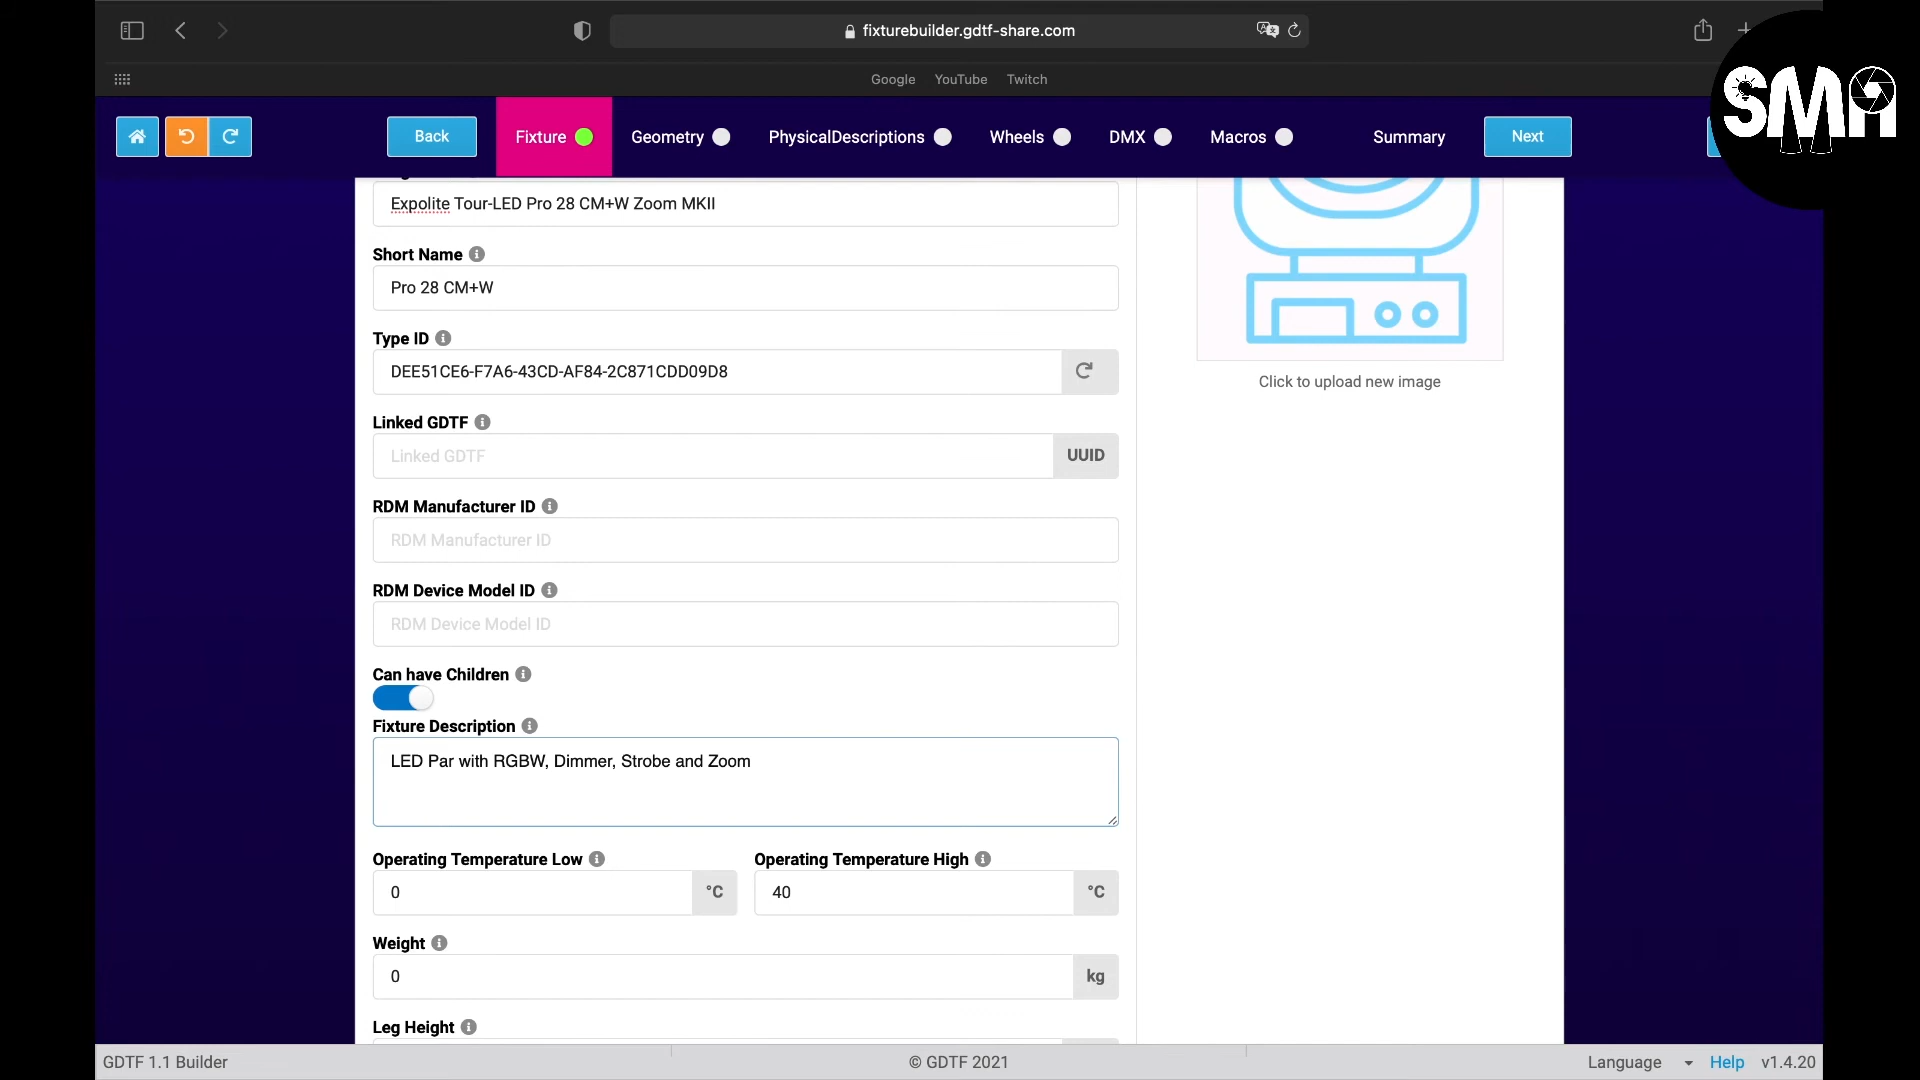 fixturebuilder.gdtf-share.com
Google YouTube Twitch
SMH
Back Fixture Geometry PhysicalDescriptions Wheels DMX Macros Summary Next
Expolite Tour-LED Pro 28 CM+W Zoom MKII
Short Name
Pro 28 CM+W
Type ID
DEE51CE6-F7A6-43CD-AF84-2C871CDD09D8
Click to upload new image
Linked GDTF
Linked GDTF UUID
RDM Manufacturer ID
RDM Manufacturer ID
RDM Device Model ID
RDM Device Model ID
Can have Children
Fixture Description
LED Par with RGBW, Dimmer, Strobe and Zoom
Operating Temperature Low Operating Temperature High
0 °C 40 °C
Weight
0 kg
Leg Height
GDTF 1.1 Builder © GDTF 2021 Language Help v1.4.20